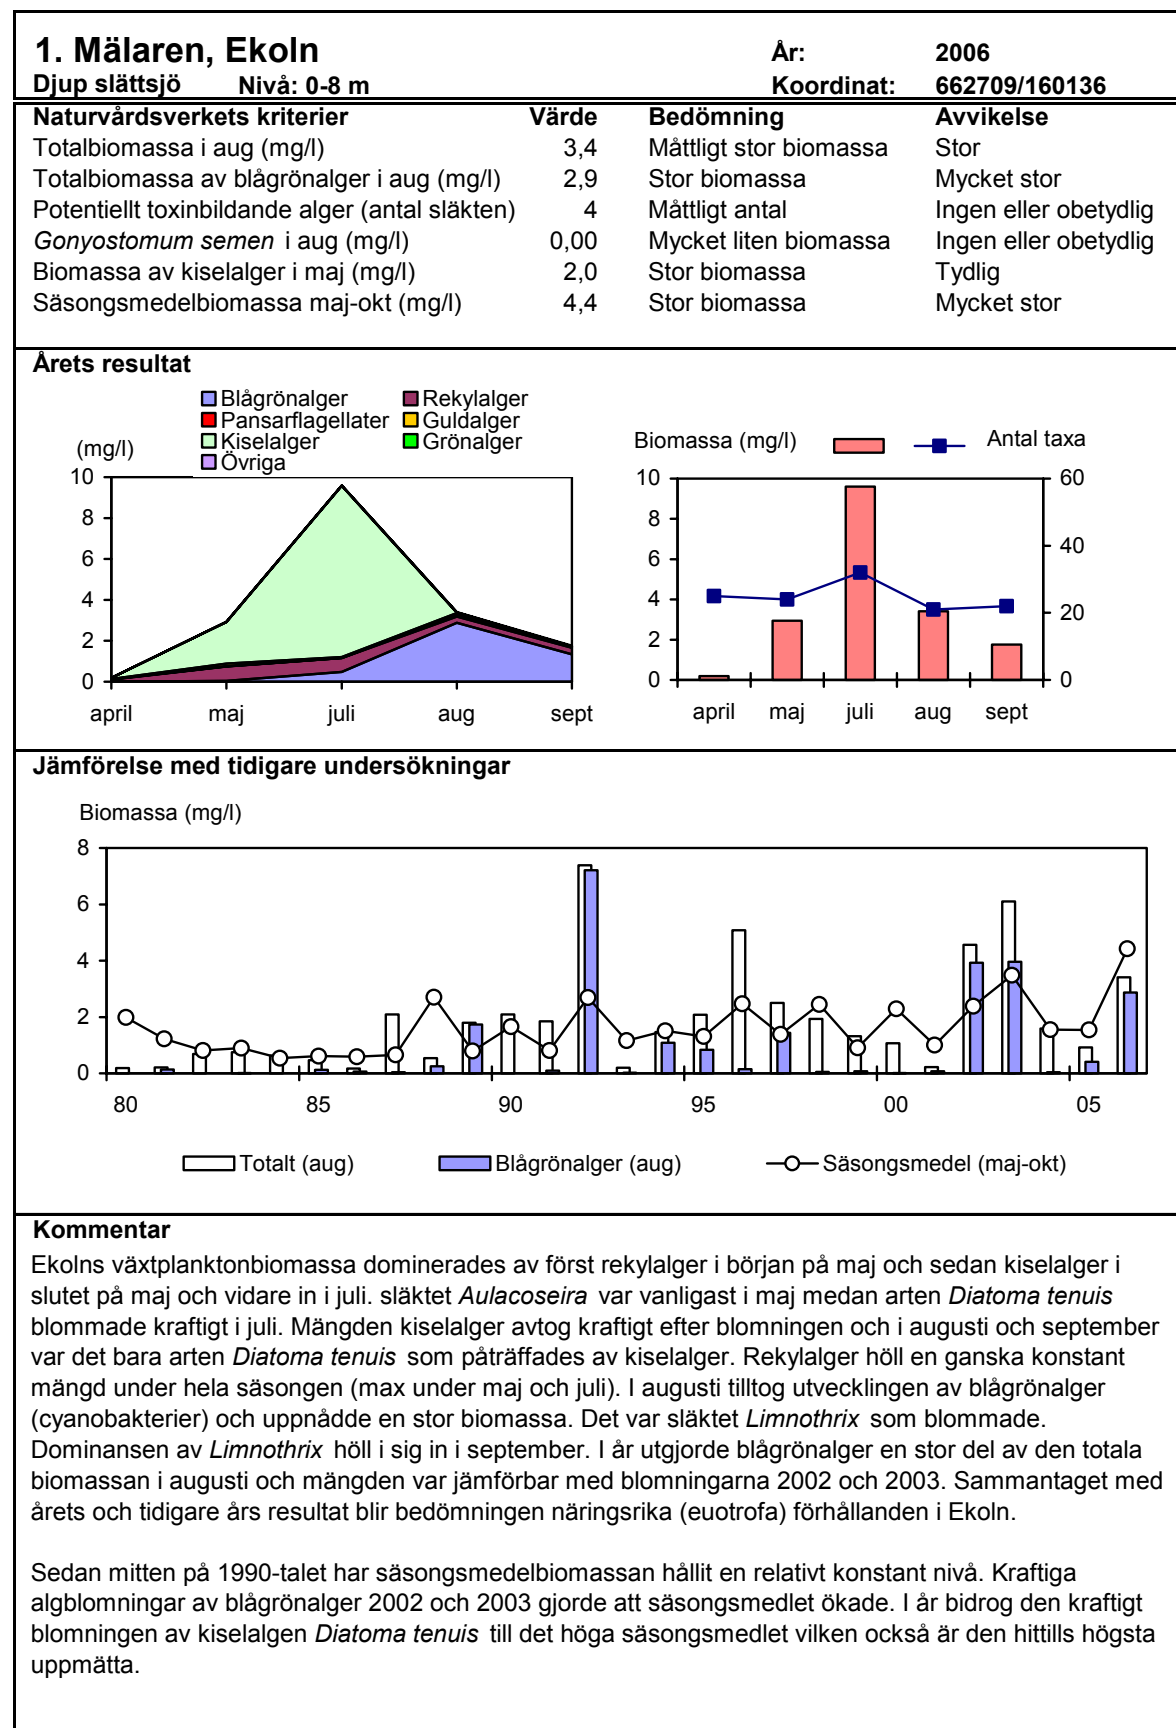 1. Mälaren, Ekoln År: 2006
Djup slättsjö Nivå: 0-8 m Koordinat: 662709/160136
Naturvårdsverkets kriterier Värde Bedömning Avvikelse
Totalbiomassa i aug (mg/l) 3,4 Måttligt stor biomassa Stor
Totalbiomassa av blågrönalger i aug (mg/l) 2,9 Stor biomassa Mycket stor
Potentiellt toxinbildande alger (antal släkten) 4 Måttligt antal Ingen eller obetydlig
Gonyostomum semen i aug (mg/l) 0,00 Mycket liten biomassa Ingen eller obetydlig
Biomassa av kiselalger i maj (mg/l) 2,0 Stor biomassa Tydlig
Säsongsmedelbiomassa maj-okt (mg/l) 4,4 Stor biomassa Mycket stor
Årets resultat
Blågrönalger Rekylalger
Pansarflagellater Guldalger
Kiselalger Grönalger
Övriga
(mg/l)
10
8
6
4
2
0
april maj juli aug sept
Biomassa (mg/l) Antal taxa
10 60
8
6 40
4
2 20
0 0
april maj juli aug sept
Jämförelse med tidigare undersökningar
Biomassa (mg/l)
8
6
4
2
0
80 85 90 95 00 05
Totalt (aug) Blågrönalger (aug) Säsongsmedel (maj-okt)
Kommentar
Ekolns växtplanktonbiomassa dominerades av först rekylalger i början på maj och sedan kiselalger i
slutet på maj och vidare in i juli. släktet Aulacoseira var vanligast i maj medan arten Diatoma tenuis
blommade kraftigt i juli. Mängden kiselalger avtog kraftigt efter blomningen och i augusti och september
var det bara arten Diatoma tenuis som påträffades av kiselalger. Rekylalger höll en ganska konstant
mängd under hela säsongen (max under maj och juli). I augusti tilltog utvecklingen av blågrönalger
(cyanobakterier) och uppnådde en stor biomassa. Det var släktet Limnothrix som blommade.
Dominansen av Limnothrix höll i sig in i september. I år utgjorde blågrönalger en stor del av den totala
biomassan i augusti och mängden var jämförbar med blomningarna 2002 och 2003. Sammantaget med
årets och tidigare års resultat blir bedömningen näringsrika (euotrofa) förhållanden i Ekoln.
Sedan mitten på 1990-talet har säsongsmedelbiomassan hållit en relativt konstant nivå. Kraftiga
algblomningar av blågrönalger 2002 och 2003 gjorde att säsongsmedlet ökade. I år bidrog den kraftigt
blomningen av kiselalgen Diatoma tenuis till det höga säsongsmedlet vilken också är den hittills högsta
uppmätta.